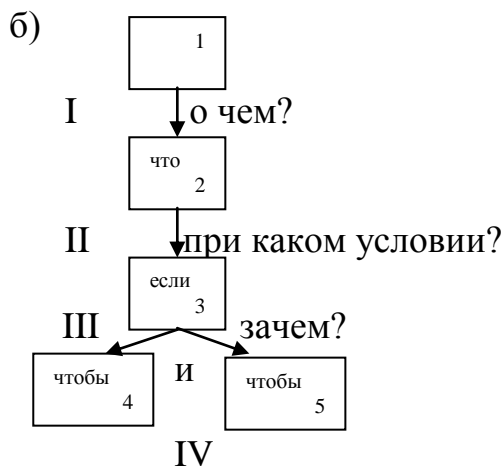 б)
1
I о чем?
что
2
II при каком условии?
если
3
III зачем?
чтобы и чтобы
4 5
IV